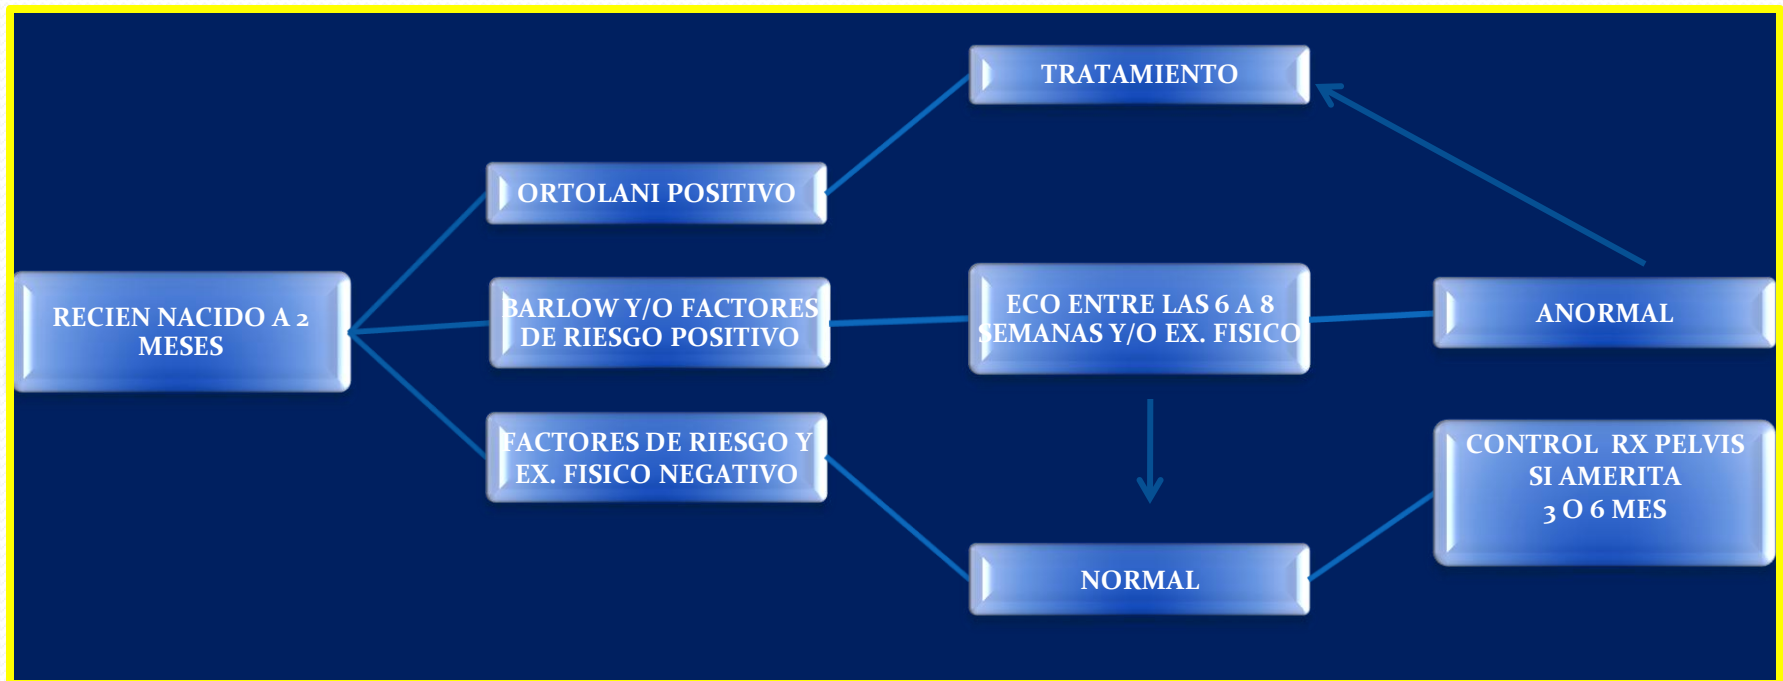 TRATAMIENTO
ORTOLANI POSITIVO
RECIEN NACIDO A 2
MESES
BARLOW Y/O FACTORES
DE RIESGO POSITIVO
ECO ENTRE LAS 6 A 8
SEMANAS Y/O EX. FISICO
ANORMAL
FACTORES DE RIESGO Y
EX. FISICO NEGATIVO
CONTROL RX PELVIS
SI AMERITA
3 O 6 MES
NORMAL